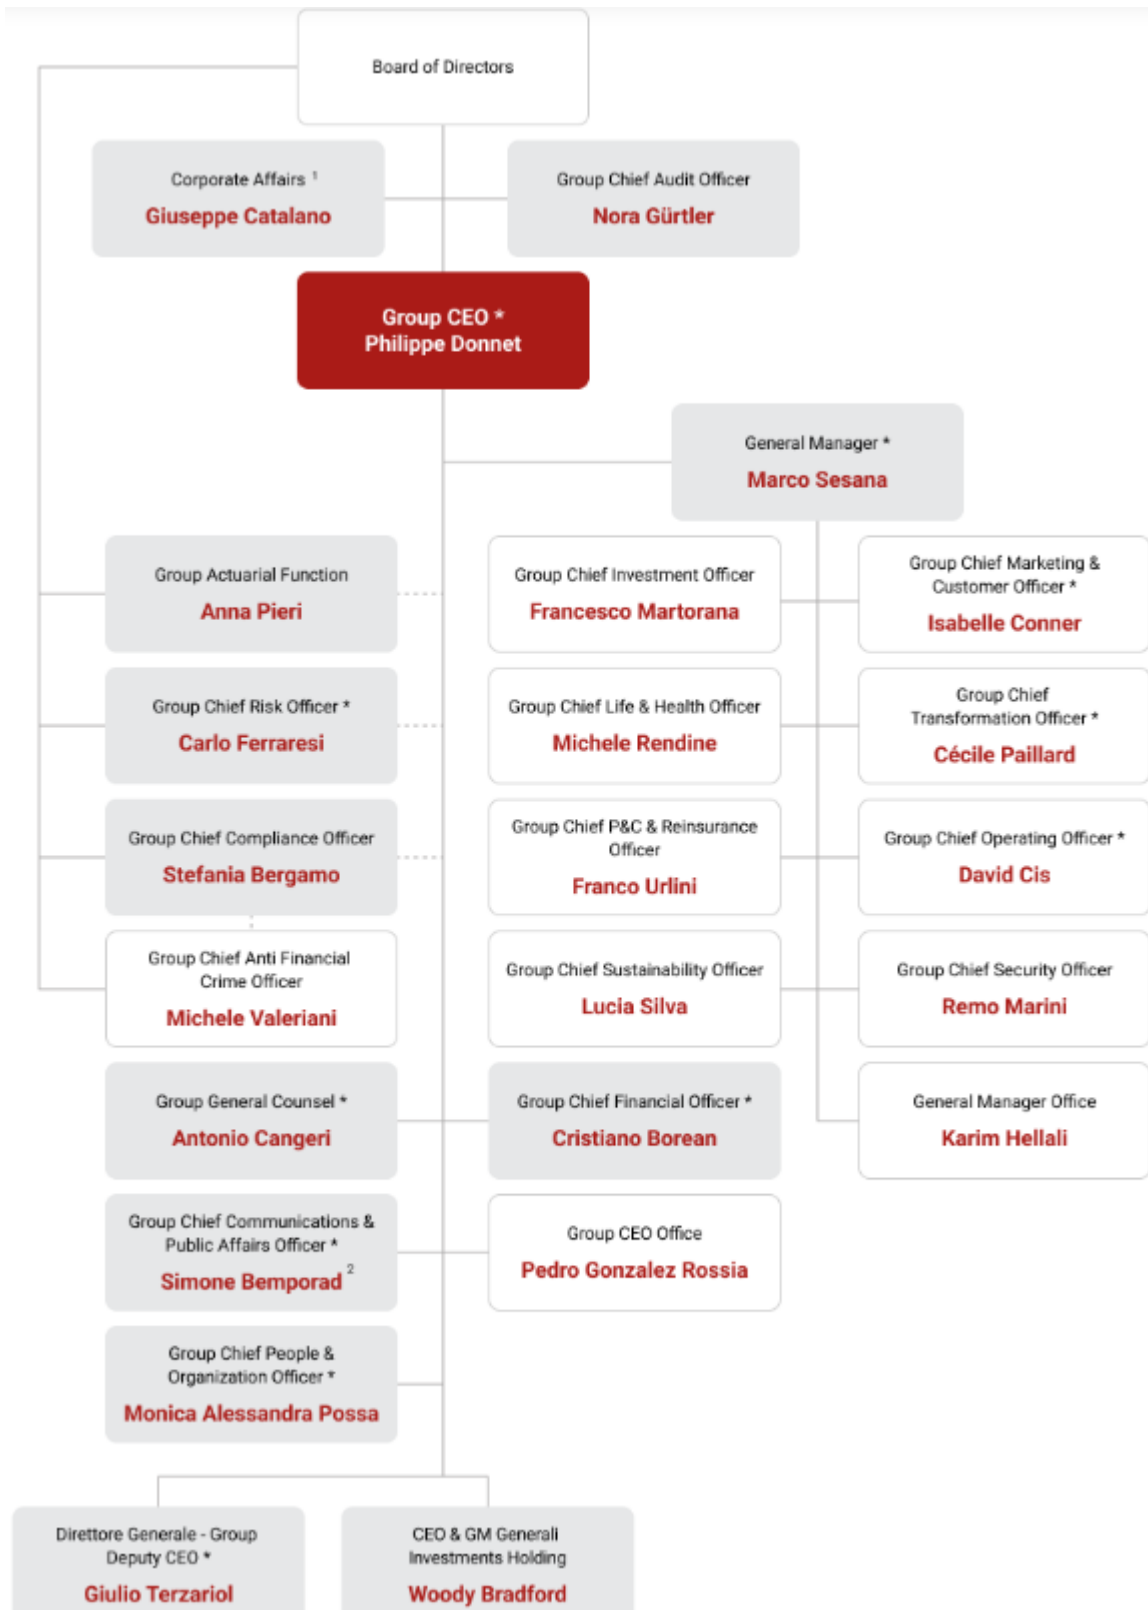 Board of Directors
Corporate Affairs ¹
Giuseppe Catalano
Group Chief Audit Officer
Nora Gürtler
Group CEO *
Philippe Donnet
General Manager *
Marco Sesana
Group Actuarial Function
Anna Pieri
Group Chief Investment Officer
Francesco Martorana
Group Chief Marketing &
Customer Officer *
Isabelle Conner
Group Chief Risk Officer *
Carlo Ferraresi
Group Chief Life & Health Officer
Michele Rendine
Group Chief
Transformation Officer *
Cécile Paillard
Group Chief Compliance Officer
Stefania Bergamo
Group Chief P&C & Reinsurance
Officer
Franco Urlini
Group Chief Operating Officer *
David Cis
Group Chief Anti Financial
Crime Officer
Michele Valeriani
Group Chief Sustainability Officer
Lucia Silva
Group Chief Security Officer
Remo Marini
Group General Counsel *
Antonio Cangeri
Group Chief Financial Officer *
Cristiano Borean
General Manager Office
Karim Hellali
Group Chief Communications &
Public Affairs Officer *
Simone Bemporad ²
Group CEO Office
Pedro Gonzalez Rossia
Group Chief People &
Organization Officer *
Monica Alessandra Possa
Direttore Generale - Group
Deputy CEO *
Giulio Terzariol
CEO & GM Generali
Investments Holding
Woody Bradford